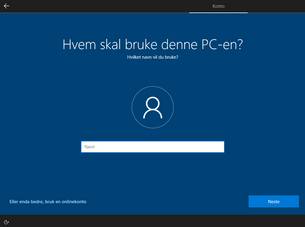 Konto
Hvem skal bruke denne PC-en?
Hvilket navn vil du bruke?
Navn
Eller enda bedre, bruk en onlinekonto
Neste